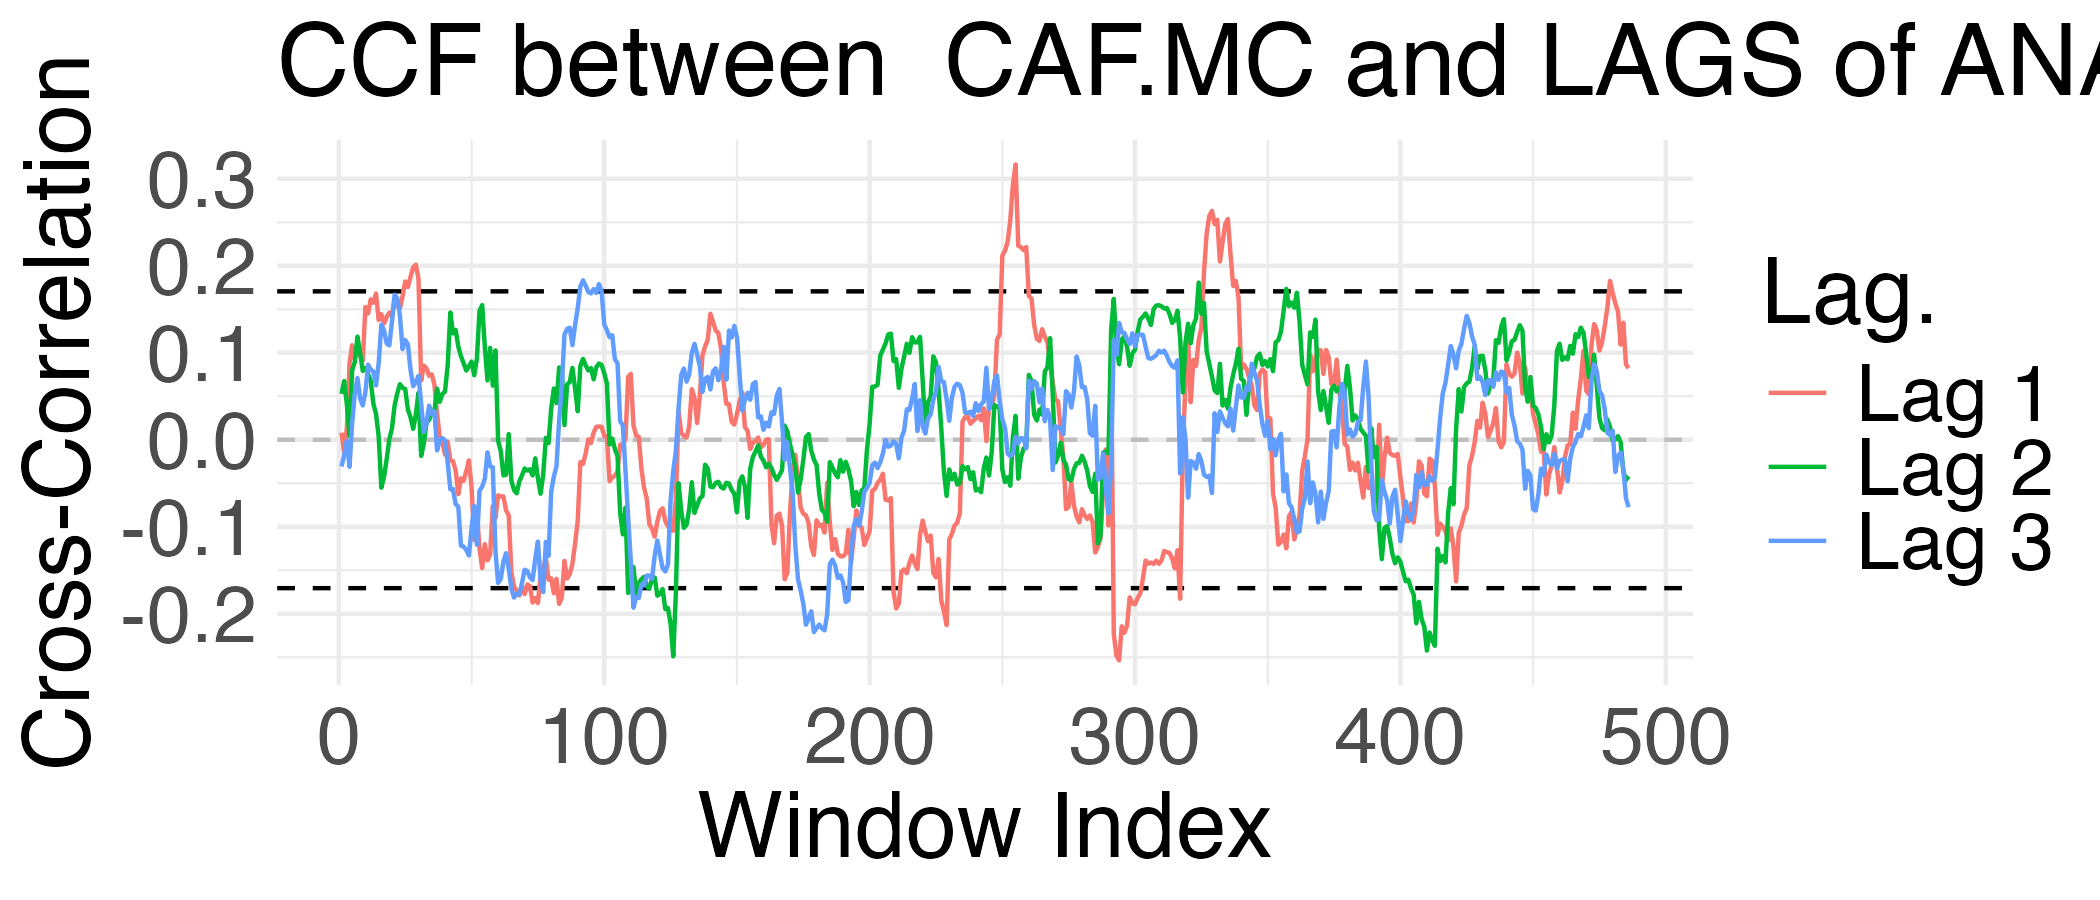 CCF between  CAF.MC and LAGS of ANA
Cross-Correlation
0.3
0.2
0.1
0.0
-0.1
-0.2
0 100 200 300 400 500
Window Index
Lag.
Lag 1
Lag 2
Lag 3